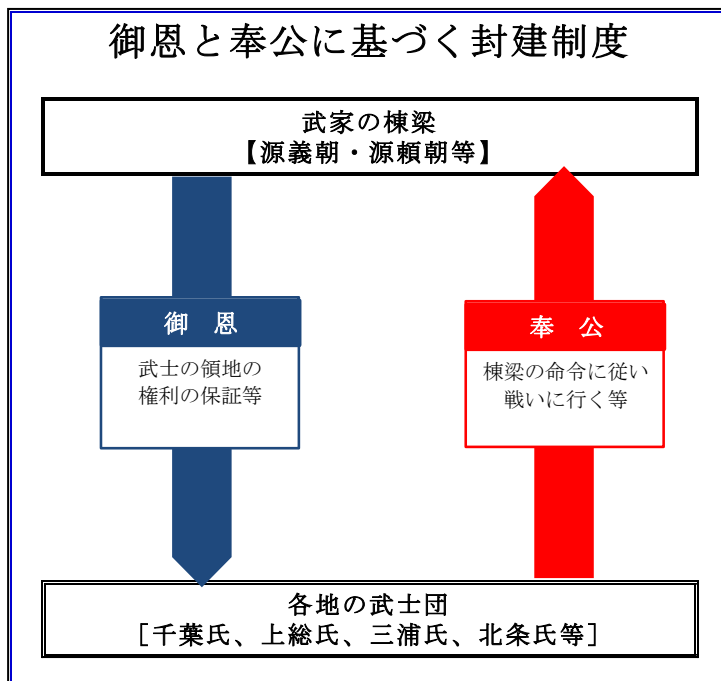 御恩と奉公に基づく封建制度
武家の棟梁
【源義朝・源頼朝等】
御　恩
武士の領地の
権利の保証等
奉　公
棟梁の命令に従い
戦いに行く等
各地の武士団
［千葉氏、上総氏、三浦氏、北条氏等］